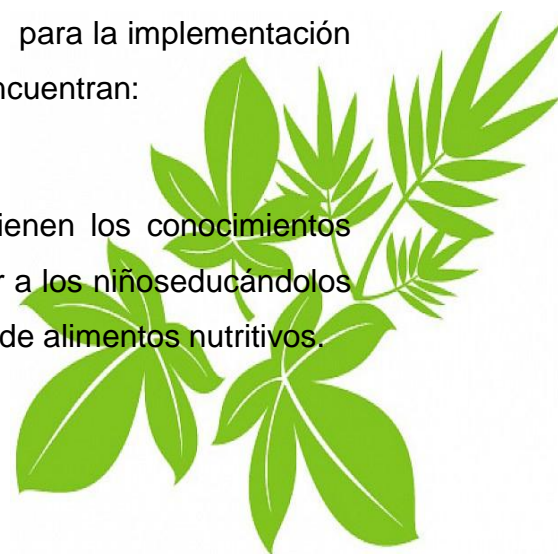 para la implementación
ncuentran:
ienen los conocimientos
r a los niñoseducándolos
de alimentos nutritivos.